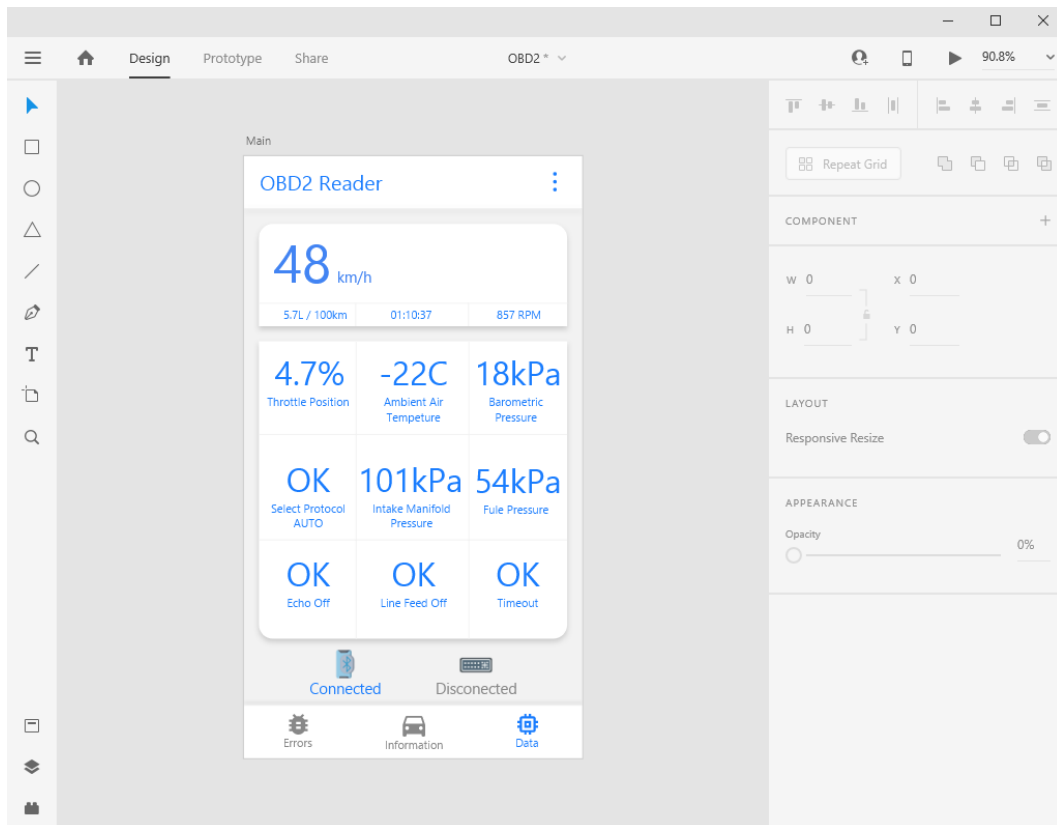 Design Prototype Share OBD2 * 90.8%
Main
OBD2 Reader
48 km/h
5.7L / 100km 01:10:37 857 RPM
4.7% -22C 18kPa
Throttle Position Ambient Air Barometric
Tempeture Pressure
OK 101kPa 54kPa
Select Protocol Intake Manifold Fule Pressure
AUTO Pressure
OK OK OK
Echo Off Line Feed Off Timeout
Connected Disconected
Errors Information Data
Repeat Grid
COMPONENT
W 0 X 0
H 0 Y 0
LAYOUT
Responsive Resize
APPEARANCE
Opacity
0%